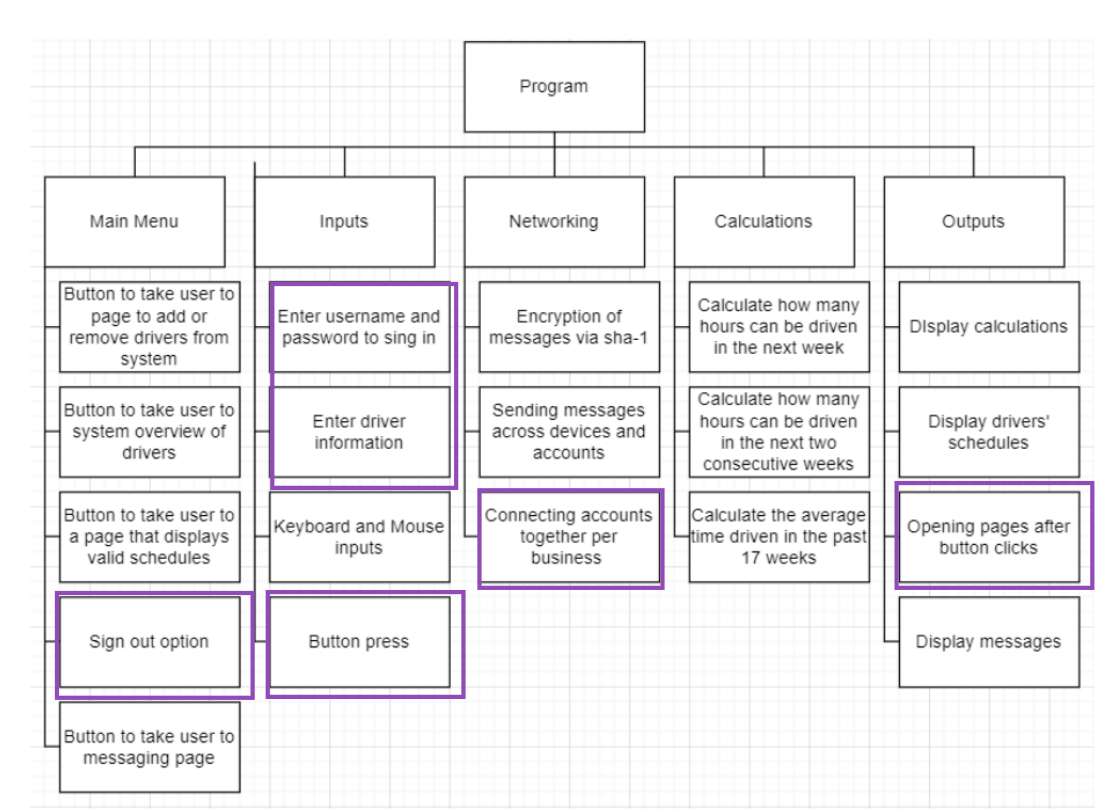 Program
Main Menu
Inputs
Networking
Calculations
Outputs
Button to take user to
page to add or
remove drivers from
system
Enter username and
password to sing in
Encryption of
messages via sha-1
Calculate how many
hours can be driven
in the next week
DIsplay calculations
Button to take user to
system overview of
drivers
Enter driver
information
Sending messages
across devices and
accounts
Calculate how many
hours can be driven
in the next two
consecutive weeks
Display drivers'
schedules
Button to take user to
a page that displays
valid schedules
Keyboard and Mouse
inputs
Connecting accounts
together per
business
Calculate the average
time driven in the past
17 weeks
Opening pages after
button clicks
Sign out option
Button press
Display messages
Button to take user to
messaging page